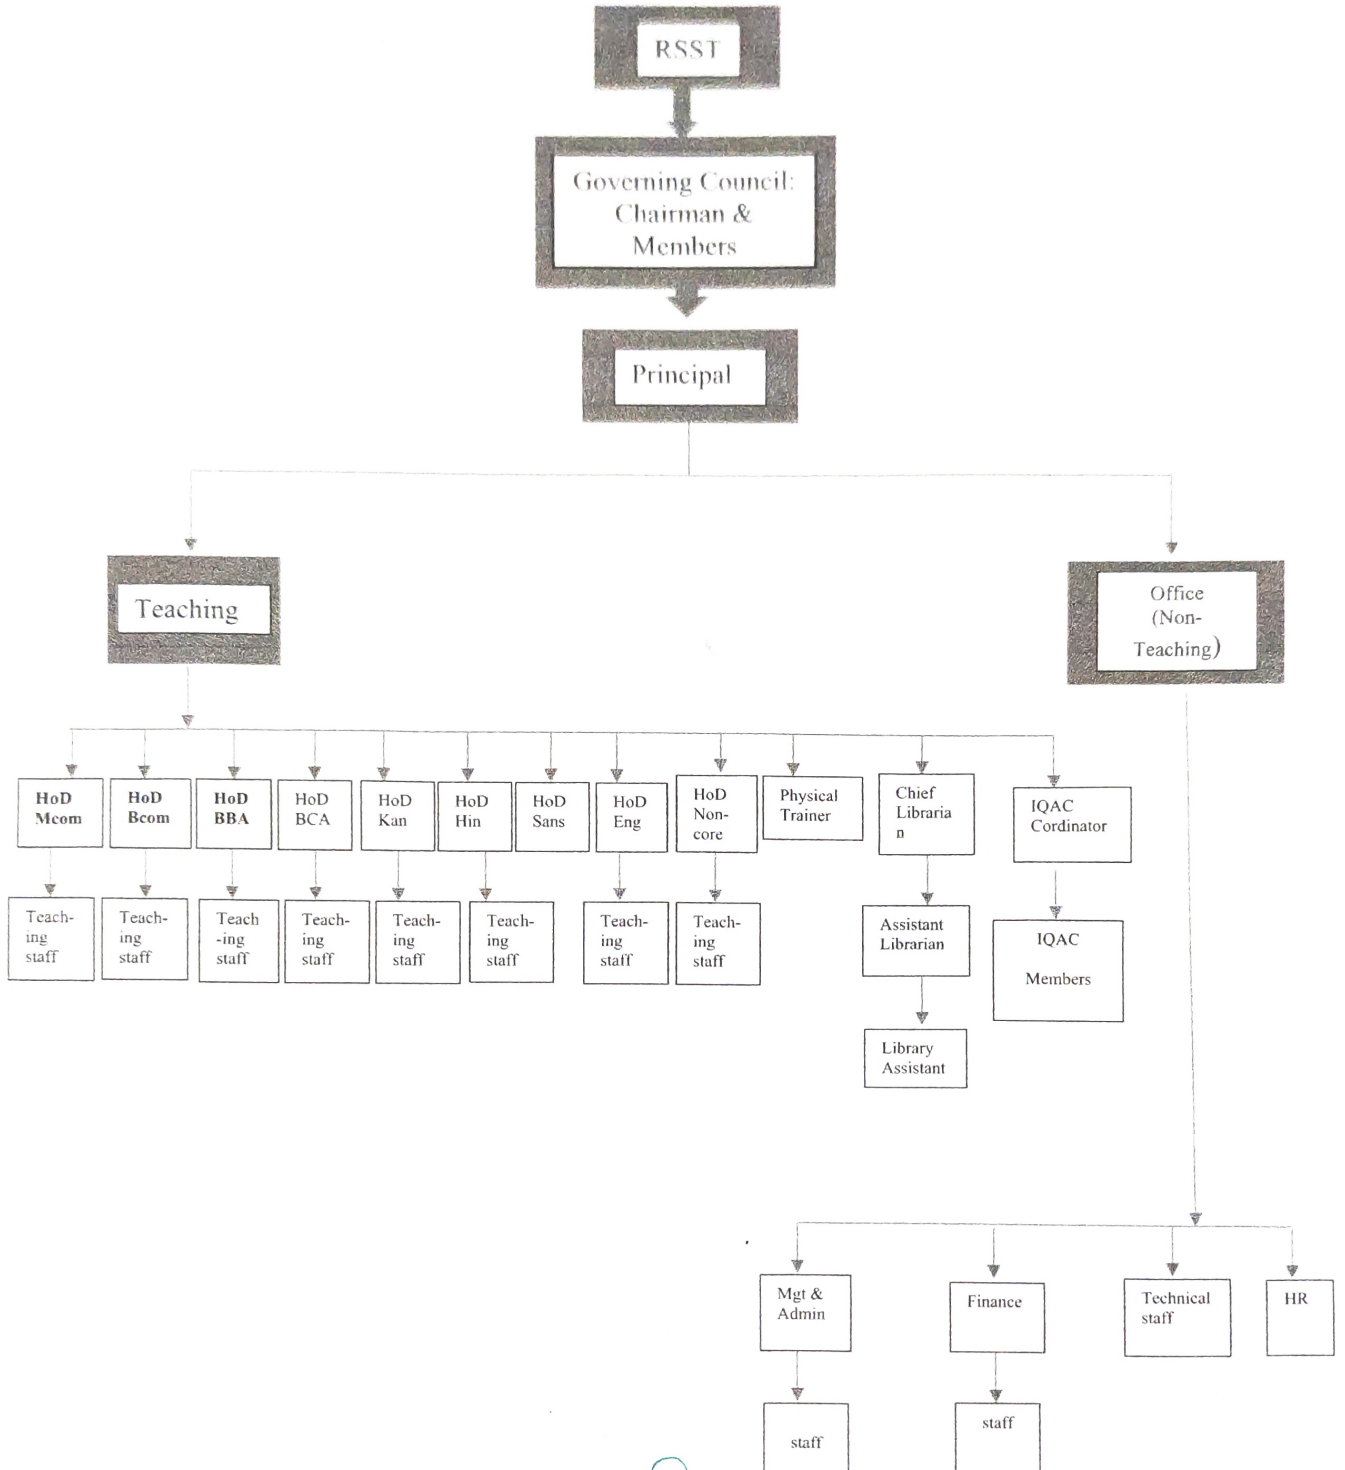 RSST
Governing Council:
Chairman &
Members
Principal
Teaching
Office
(Non-
Teaching)
HoD
Mcom
HoD
Bcom
HoD
BBA
HoD
BCA
HoD
Kan
HoD
Hin
HoD
Sans
HoD
Eng
HoD
Non-
core
Physical
Trainer
Chief
Libraria
n
IQAC
Cordinator
Teach-
ing
staff
Teach-
ing
staff
Teach
-ing
staff
Teach-
ing
staff
Teach-
ing
staff
Teach-
ing
staff
Teach-
ing
staff
Teach-
ing
staff
Assistant
Librarian
IQAC
Members
Library
Assistant
Mgt &
Admin
Finance
Technical
staff
HR
staff
staff